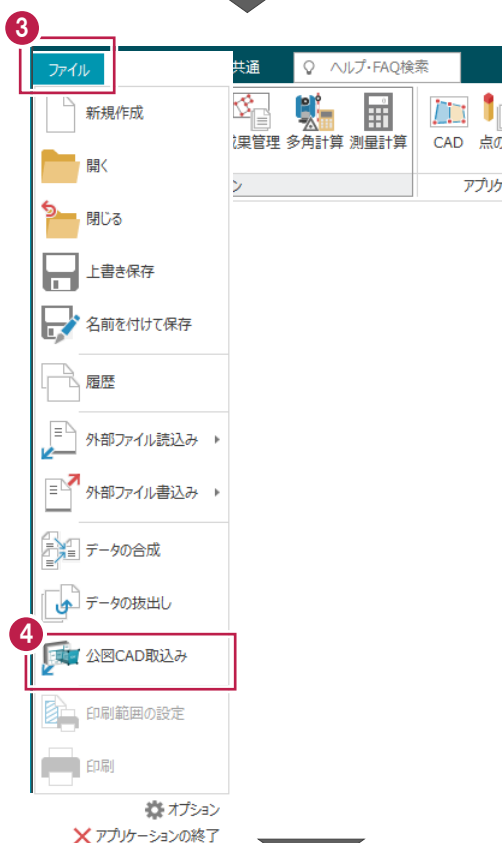 3
ファイル
共通
ヘルプ・FAQ検索
新規作成
開く
閉じる
上書き保存
名前を付けて保存
履歴
外部ファイル読込み
外部ファイル書込み
データの合成
データの抜出し
4
公図CAD取込み
印刷範囲の設定
印刷
オプション
アプリケーションの終了
果管理 多角計算 測量計算
CAD 点の
ン
アプリケ